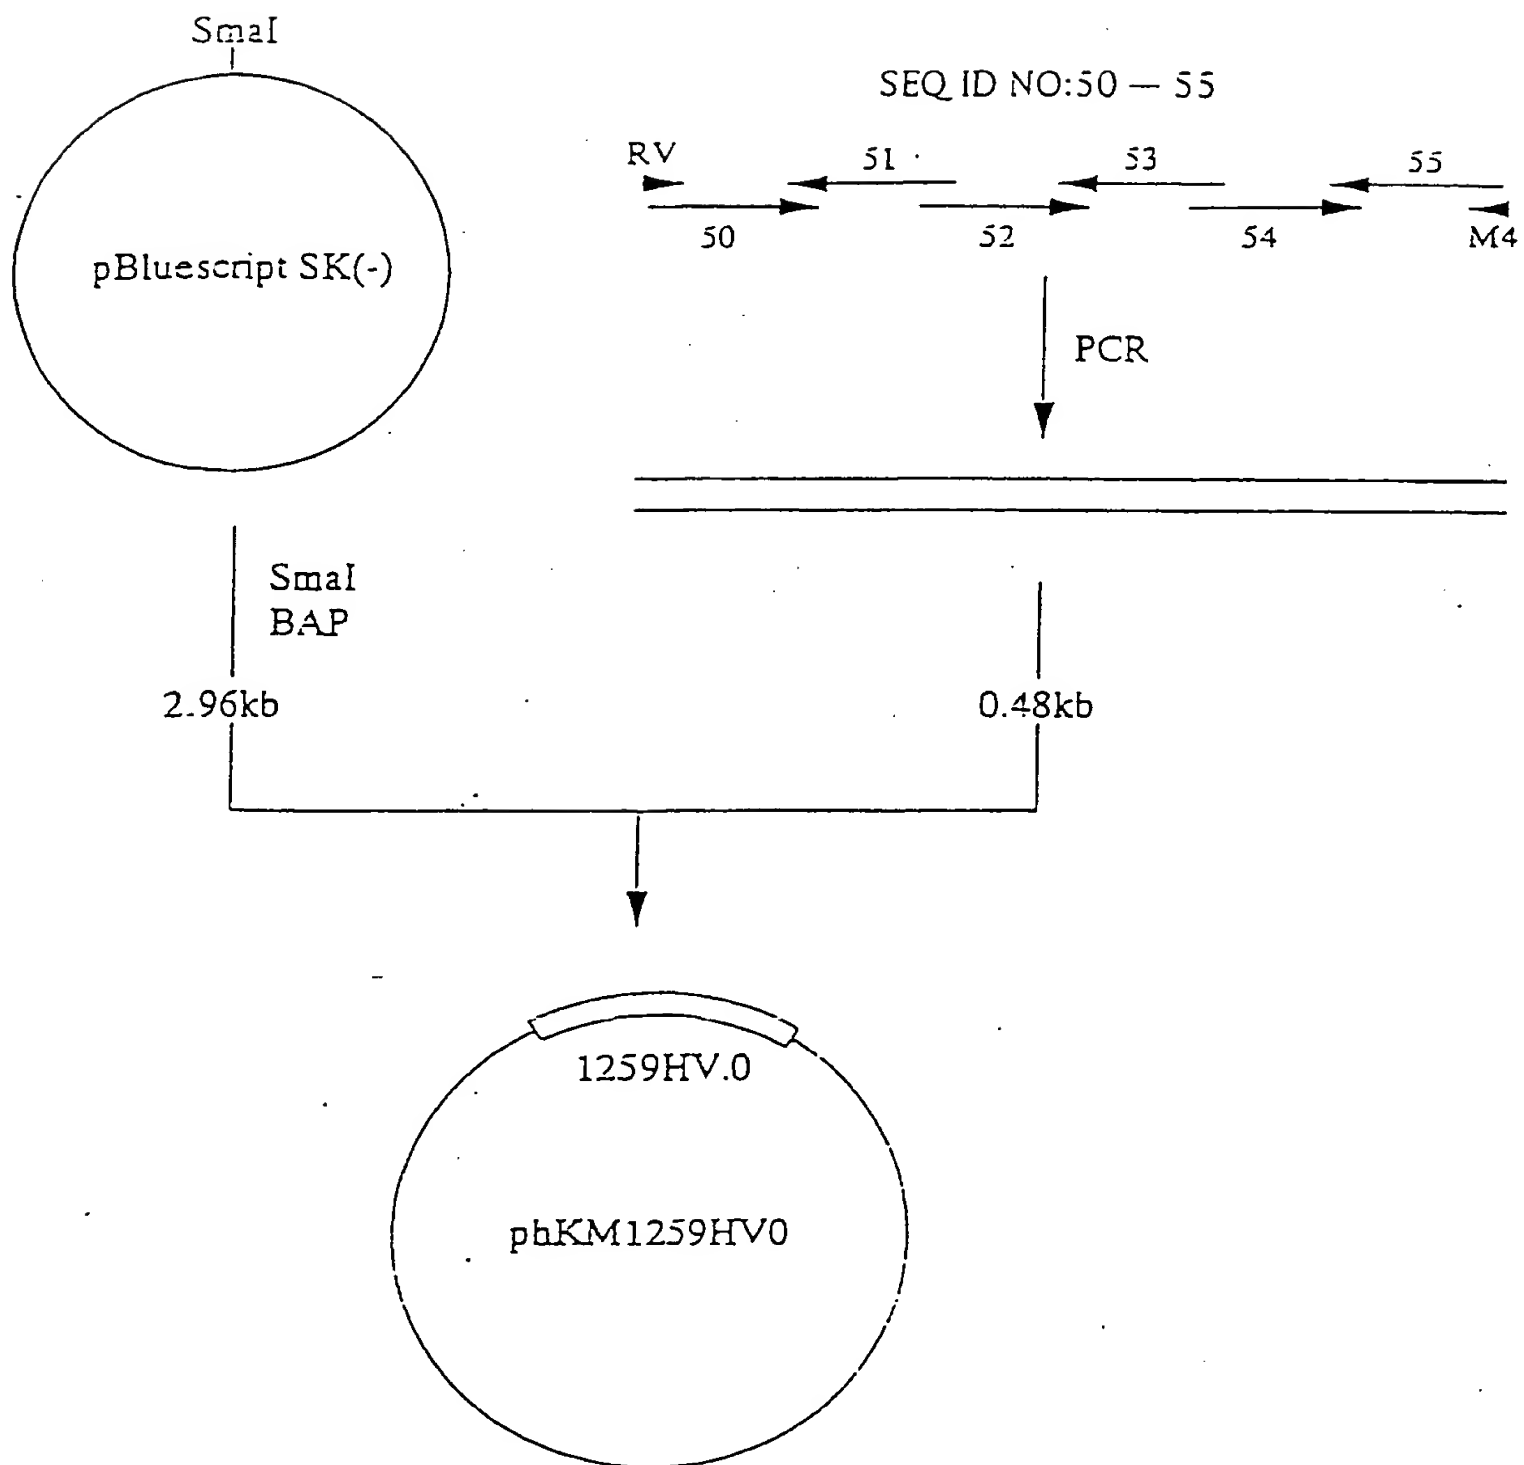 SmaI
SEQ ID NO:50 — 55
RV
51
53
55
50
52
54
M4
pBluescript SK(-)
PCR
SmaI
BAP
2.96kb
0.48kb
1259HV.0
phKM1259HV0